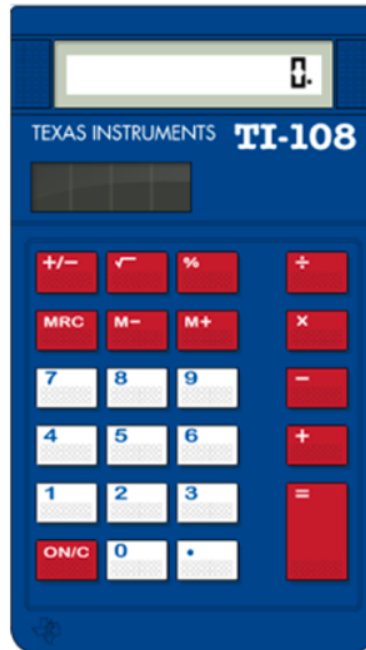 0.
TEXAS INSTRUMENTS TI-108
+/− √ % ÷
MRC M− M+ ×
7 8 9 −
4 5 6 +
1 2 3 =
ON/C 0 •